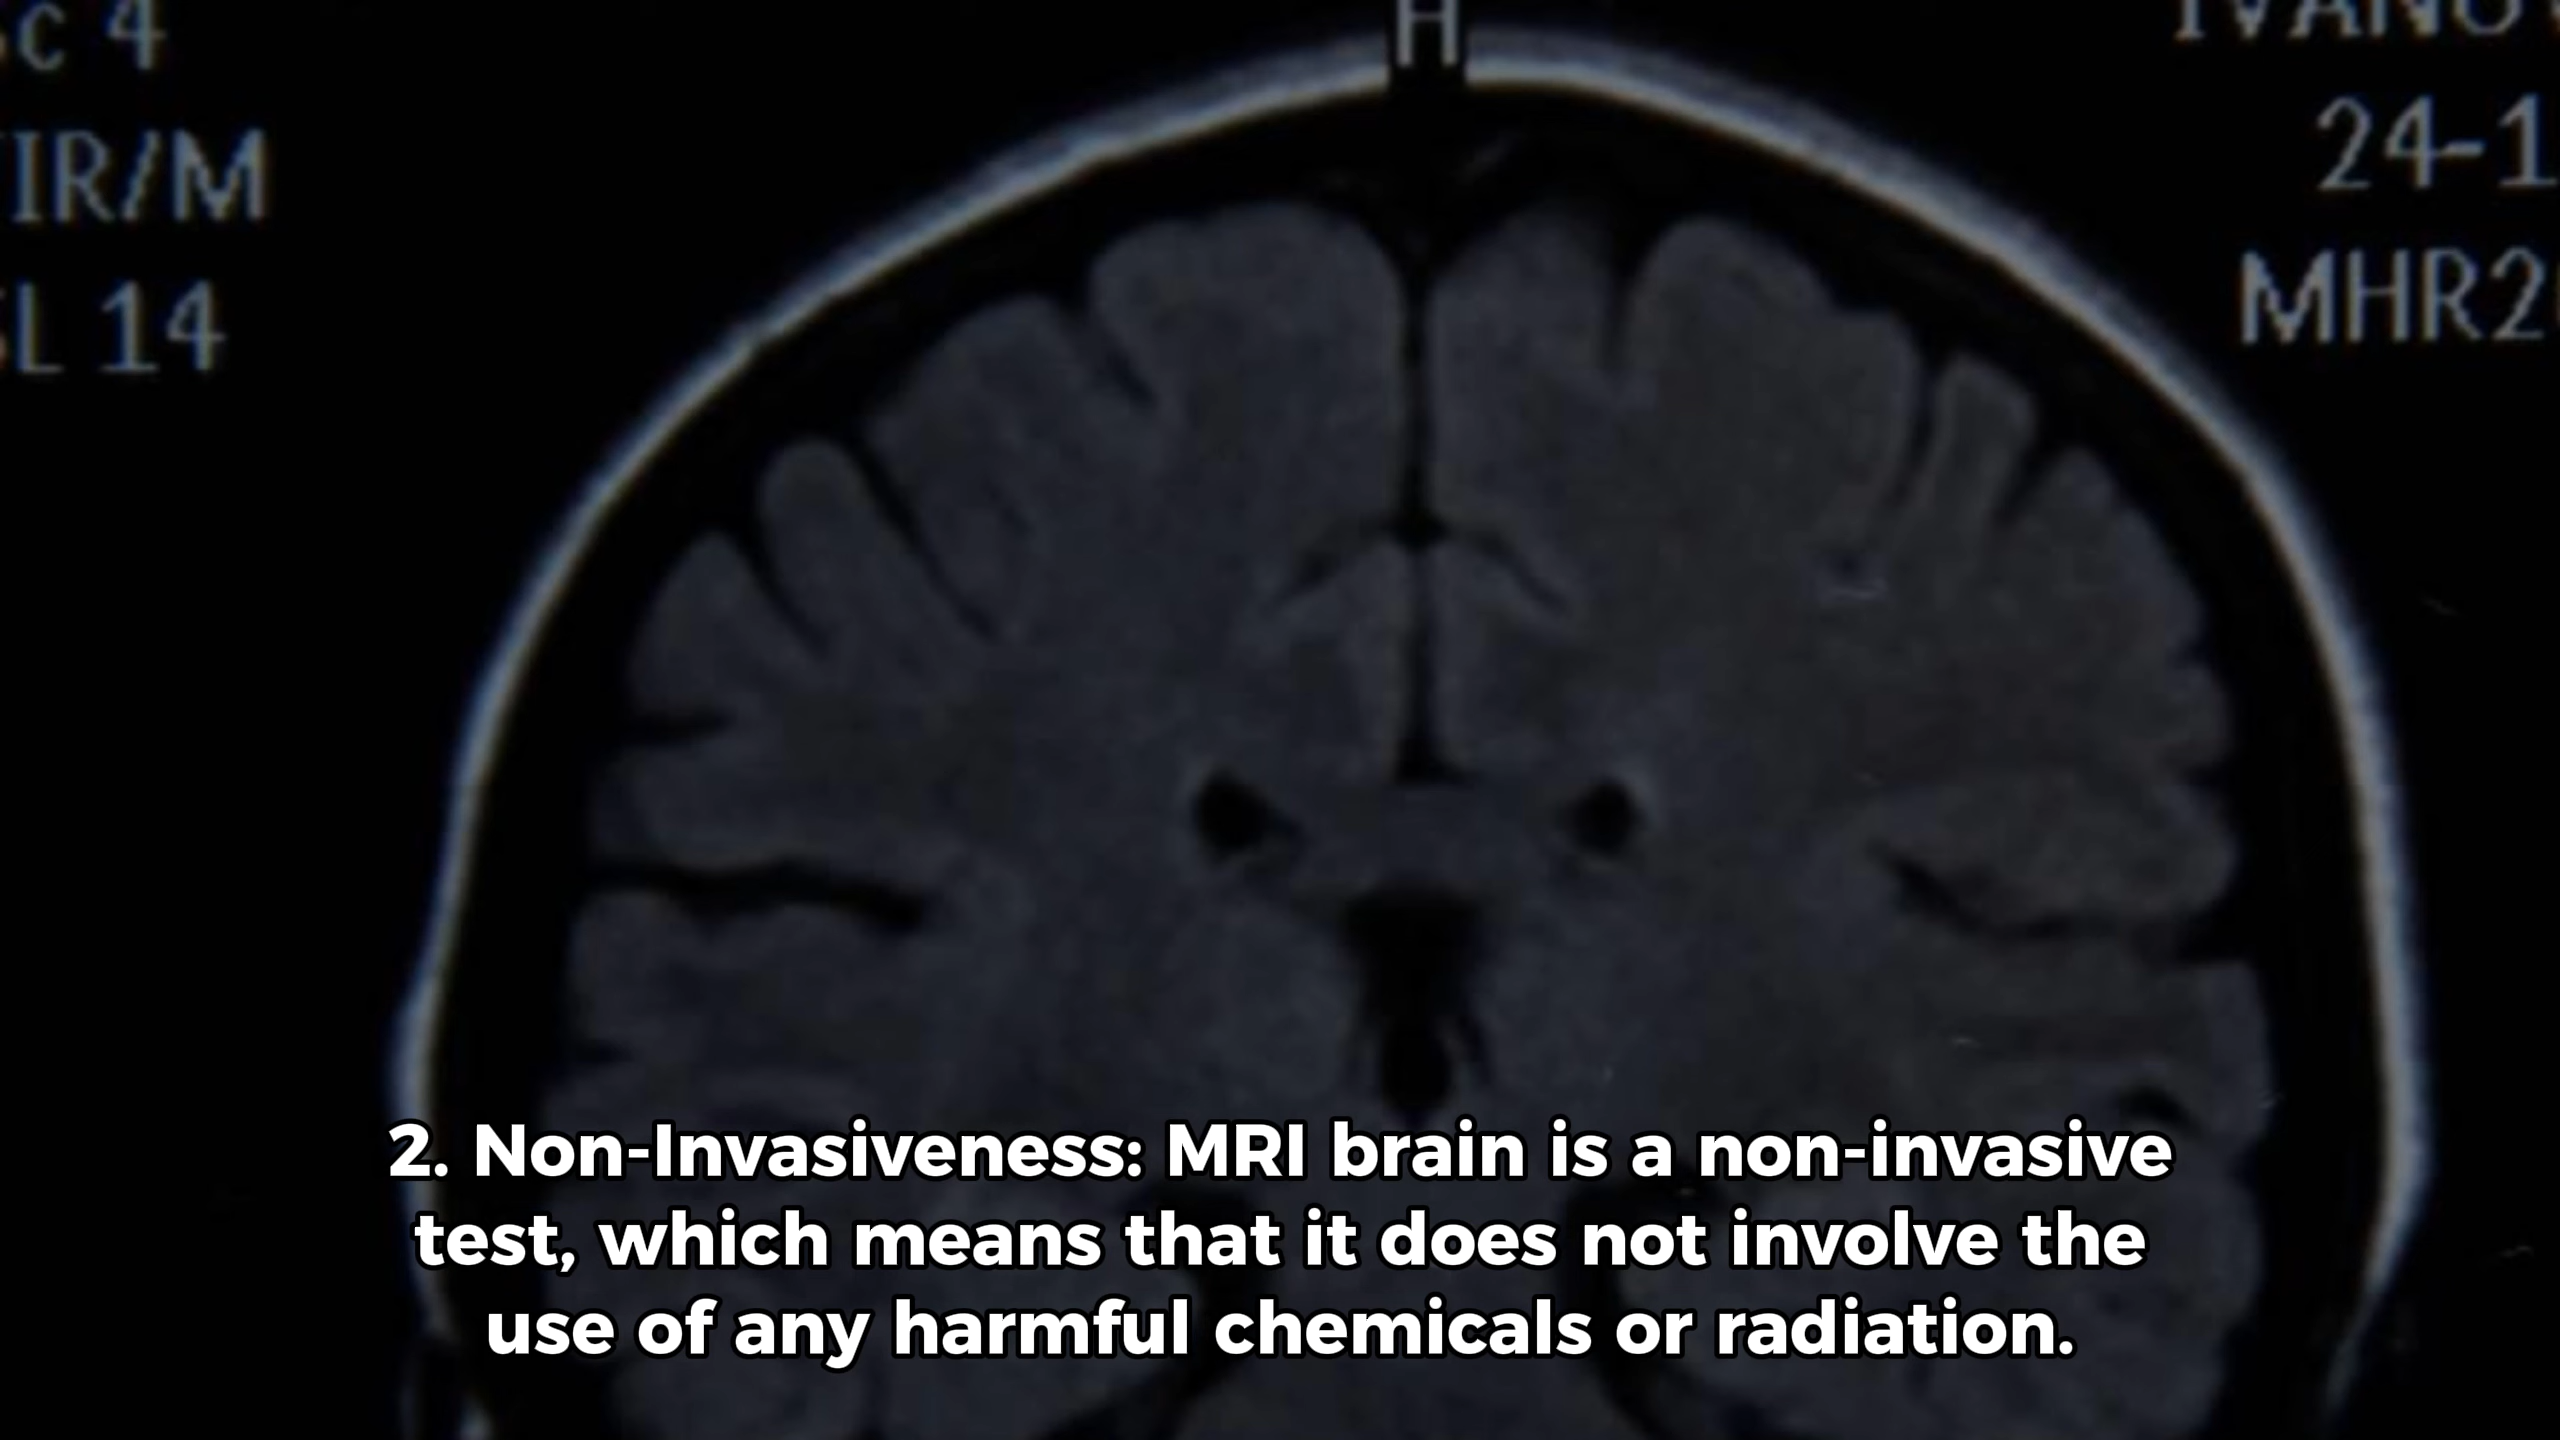 C 4
IR/M
L 14
H
24-1
MHR2
2. Non-Invasiveness: MRI brain is a non-invasive
test, which means that it does not involve the
use of any harmful chemicals or radiation.